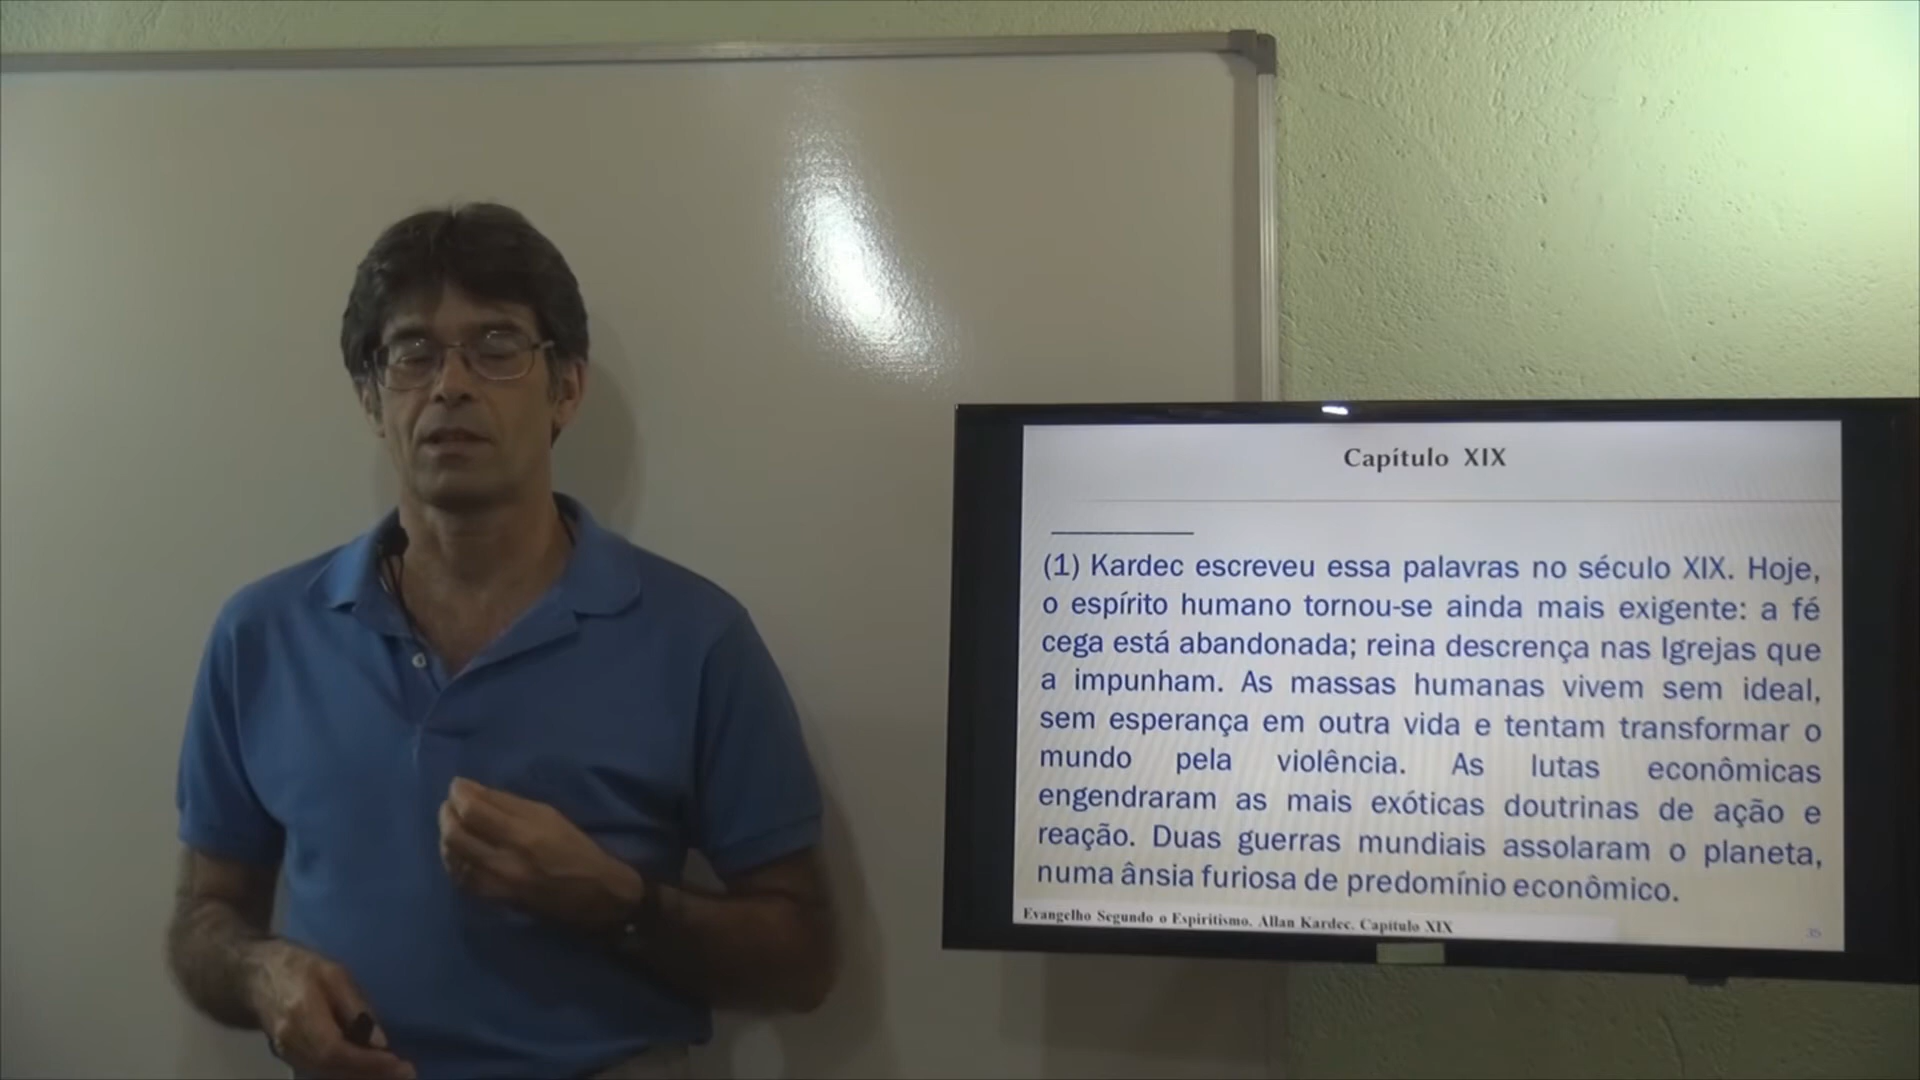 Capítulo XIX
(1) Kardec escreveu essa palavras no século XIX. Hoje,
o espírito humano tornou-se ainda mais exigente: a fé
cega está abandonada; reina descrença nas Igrejas que
a impunham. As massas humanas vivem sem ideal,
sem esperança em outra vida e tentam transformar o
mundo pela violência. As lutas econômicas
engendraram as mais exóticas doutrinas de ação e
reação. Duas guerras mundiais assolaram o planeta,
numa ânsia furiosa de predomínio econômico.
Evangelho Segundo o Espiritismo. Allan Kardec. Capítulo XIX